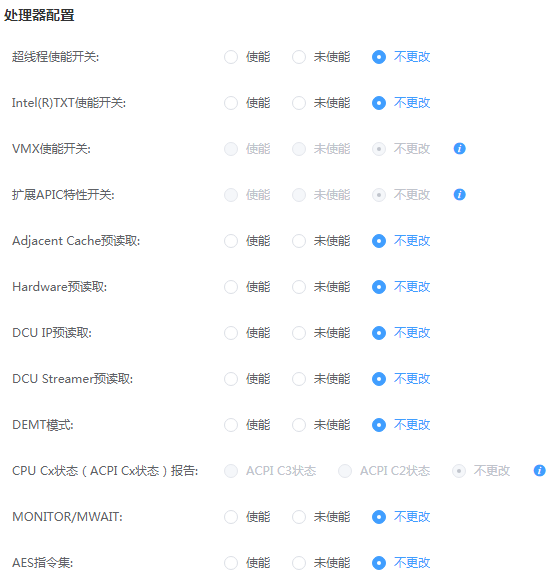 处理器配置
超线程使能开关: 使能 未使能 不更改
Intel(R)TXT使能开关: 使能 未使能 不更改
VMX使能开关: 使能 未使能 不更改
扩展APIC特性开关: 使能 未使能 不更改
Adjacent Cache预读取: 使能 未使能 不更改
Hardware预读取: 使能 未使能 不更改
DCU IP预读取: 使能 未使能 不更改
DCU Streamer预读取: 使能 未使能 不更改
DEMT模式: 使能 未使能 不更改
CPU Cx状态（ACPI Cx状态）报告: ACPI C3状态 ACPI C2状态 不更改
MONITOR/MWAIT: 使能 未使能 不更改
AES指令集: 使能 未使能 不更改